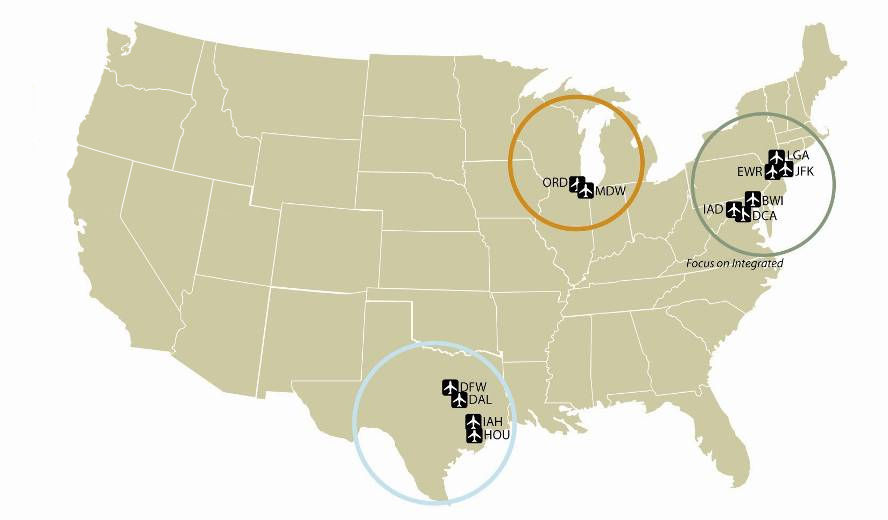 LGA
EWR
JFK
ORD
MDW
BWI
IAD
DCA
Focus on Integrated
DFW
DAL
IAH
HOU